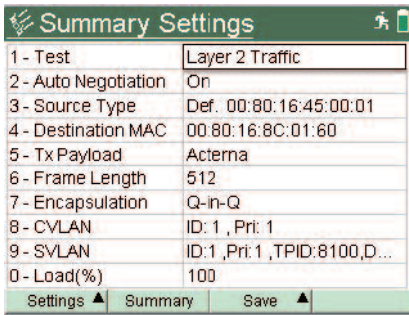 Summary Settings
1 - Test Layer 2 Traffic
2 - Auto Negotiation On
3 - Source Type Def. 00:80:16:45:00:01
4 - Destination MAC 00:80:16:8C:01:60
5 - Tx Payload Acterna
6 - Frame Length 512
7 - Encapsulation Q-in-Q
8 - CVLAN ID: 1 , Pri: 1
9 - SVLAN ID:1 ,Pri:1 ,TPID:8100,D...
0 - Load(%) 100
Settings ▲ Summary Save ▲